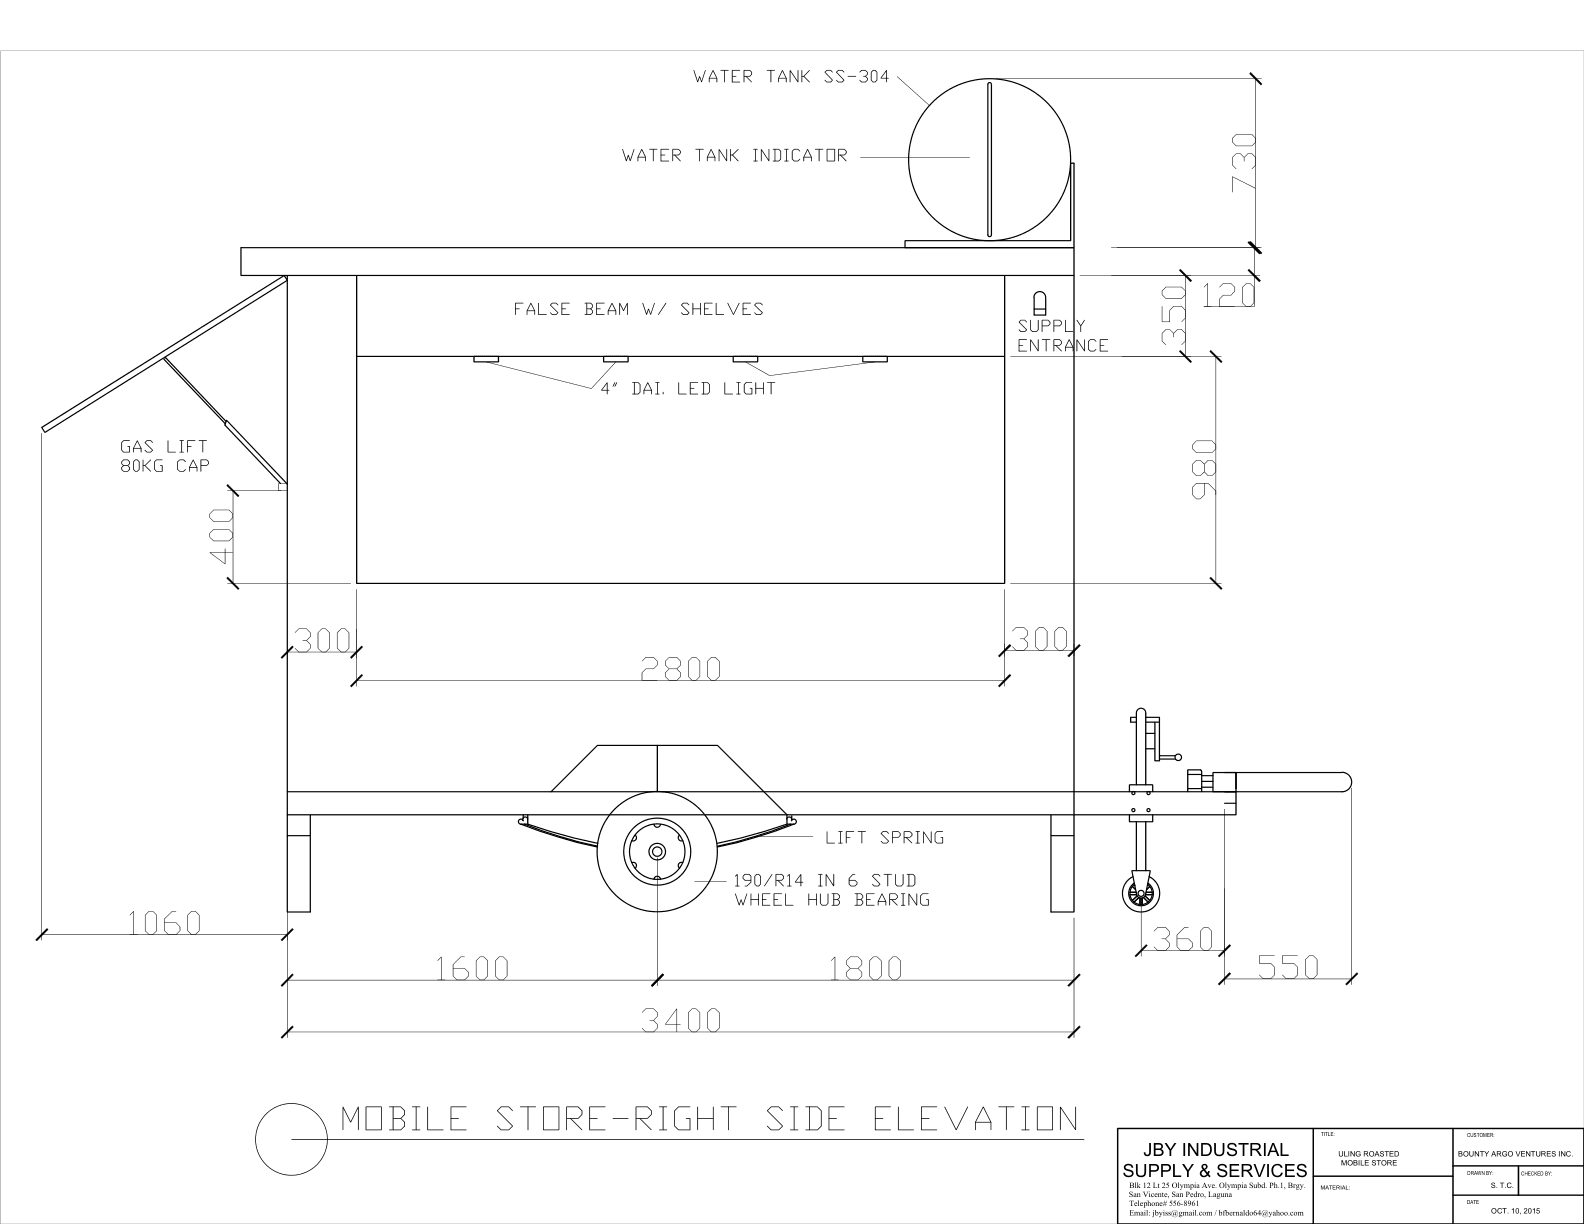 WATER TANK SS-304
WATER TANK INDICATOR
730
120
350
FALSE BEAM W/ SHELVES
SUPPLY
ENTRANCE
4" DAI. LED LIGHT
GAS LIFT
80KG CAP
980
400
300
300
2800
LIFT SPRING
190/R14 IN 6 STUD
WHEEL HUB BEARING
1060
360
1600
1800
550
3400
MOBILE STORE-RIGHT SIDE ELEVATION
JBY INDUSTRIAL
SUPPLY & SERVICES
Blk 12 Lt 25 Olympia Ave. Olympia Subd. Ph.1, Brgy.
San Vicente, San Pedro, Laguna
Telephone# 556-8961
Email: jbyiss@gmail.com / bfbernaldo64@yahoo.com
TITLE:
ULING ROASTED
MOBILE STORE
MATERIAL:
CUSTOMER:
BOUNTY ARGO VENTURES INC.
DRAWN BY:
S. T.C.
CHECKED BY:
DATE
OCT. 10, 2015